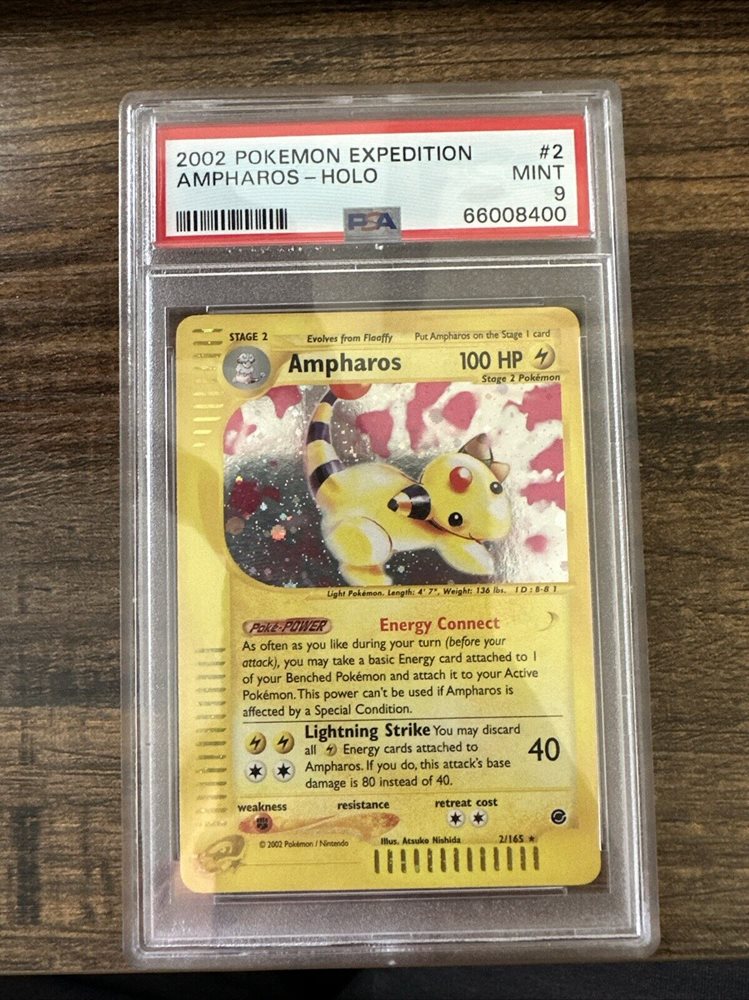 2002 POKEMON EXPEDITION #2
AMPHAROS - HOLO MINT
9
PSA 66008400
STAGE 2 Evolves from Flaaffy Put Ampharos on the Stage 1 card
Ampharos 100 HP
Stage 2 Pokémon
Light Pokémon. Length: 4' 7", Weight: 136 lbs. ID: B-81
Poké-POWER Energy Connect
As often as you like during your turn (before your
attack), you may take a basic Energy card attached to 1
of your Benched Pokémon and attach it to your Active
Pokémon. This power can't be used if Ampharos is
affected by a Special Condition.
Lightning Strike You may discard
all Energy cards attached to 40
Ampharos. If you do, this attack's base
damage is 80 instead of 40.
weakness resistance retreat cost
Illus. Atsuko Nishida 2/165
© 2002 Pokémon / Nintendo